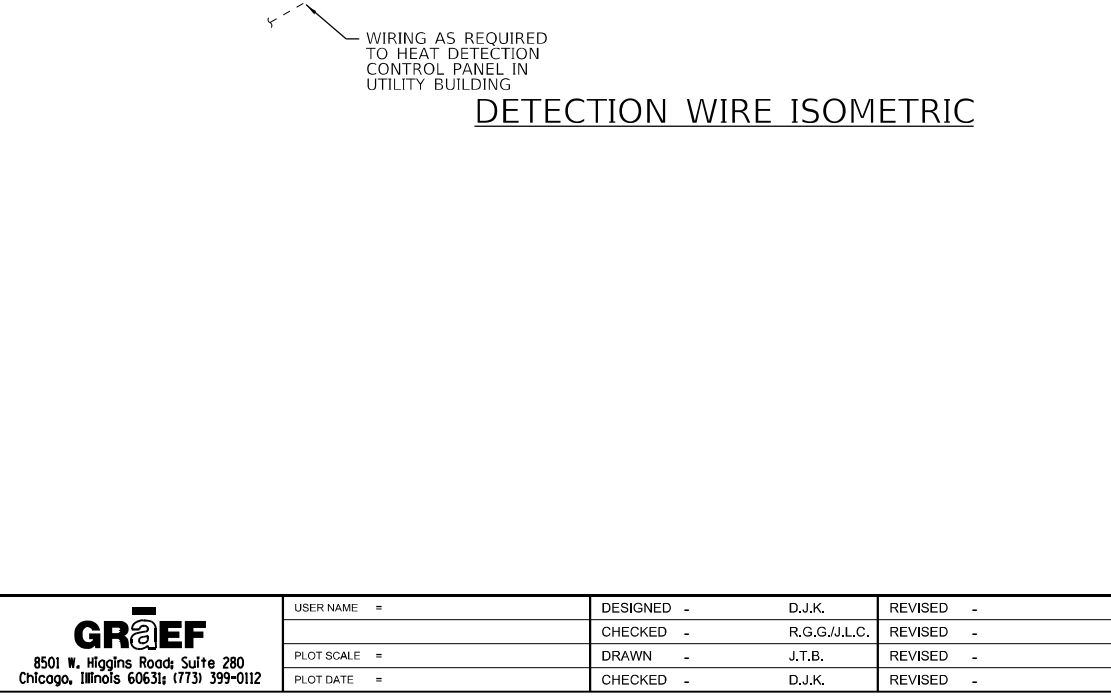 WIRING AS REQUIRED
TO HEAT DETECTION
CONTROL PANEL IN
UTILITY BUILDING
DETECTION WIRE ISOMETRIC
GRaEF
8501 W. Higgins Road; Suite 280
Chicago, Illinois 60631; (773) 399-0112
USER NAME =
PLOT SCALE =
PLOT DATE =
DESIGNED - D.J.K.
CHECKED - R.G.G./J.L.C.
DRAWN - J.T.B.
CHECKED - D.J.K.
REVISED -
REVISED -
REVISED -
REVISED -